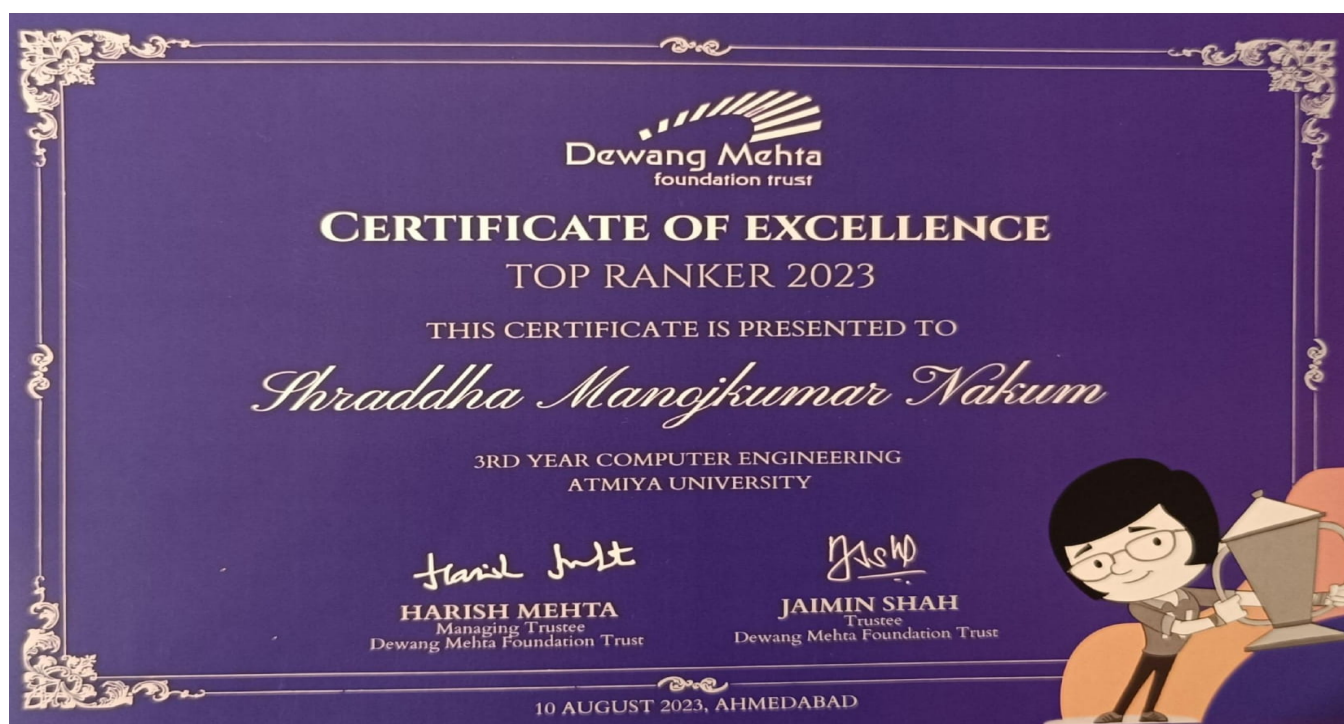 Dewang Mehta
foundation trust
CERTIFICATE OF EXCELLENCE
TOP RANKER 2023
THIS CERTIFICATE IS PRESENTED TO
Shraddha Manojkumar Nakum
3RD YEAR COMPUTER ENGINEERING
ATMIYA UNIVERSITY
HARISH MEHTA
Managing Trustee
Dewang Mehta Foundation Trust
JAIMIN SHAH
Trustee
Dewang Mehta Foundation Trust
10 AUGUST 2023, AHMEDABAD